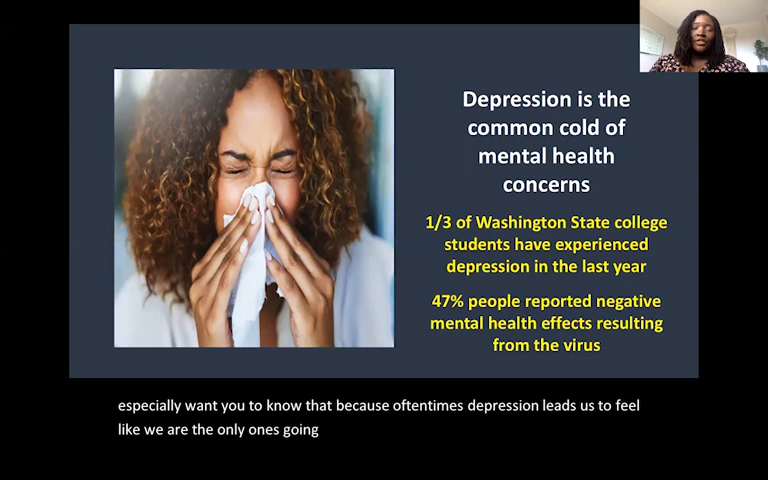 Depression is the
common cold of
mental health
concerns
1/3 of Washington State college
students have experienced
depression in the last year
47% people reported negative
mental health effects resulting
from the virus
especially want you to know that because oftentimes depression leads us to feel
like we are the only ones going